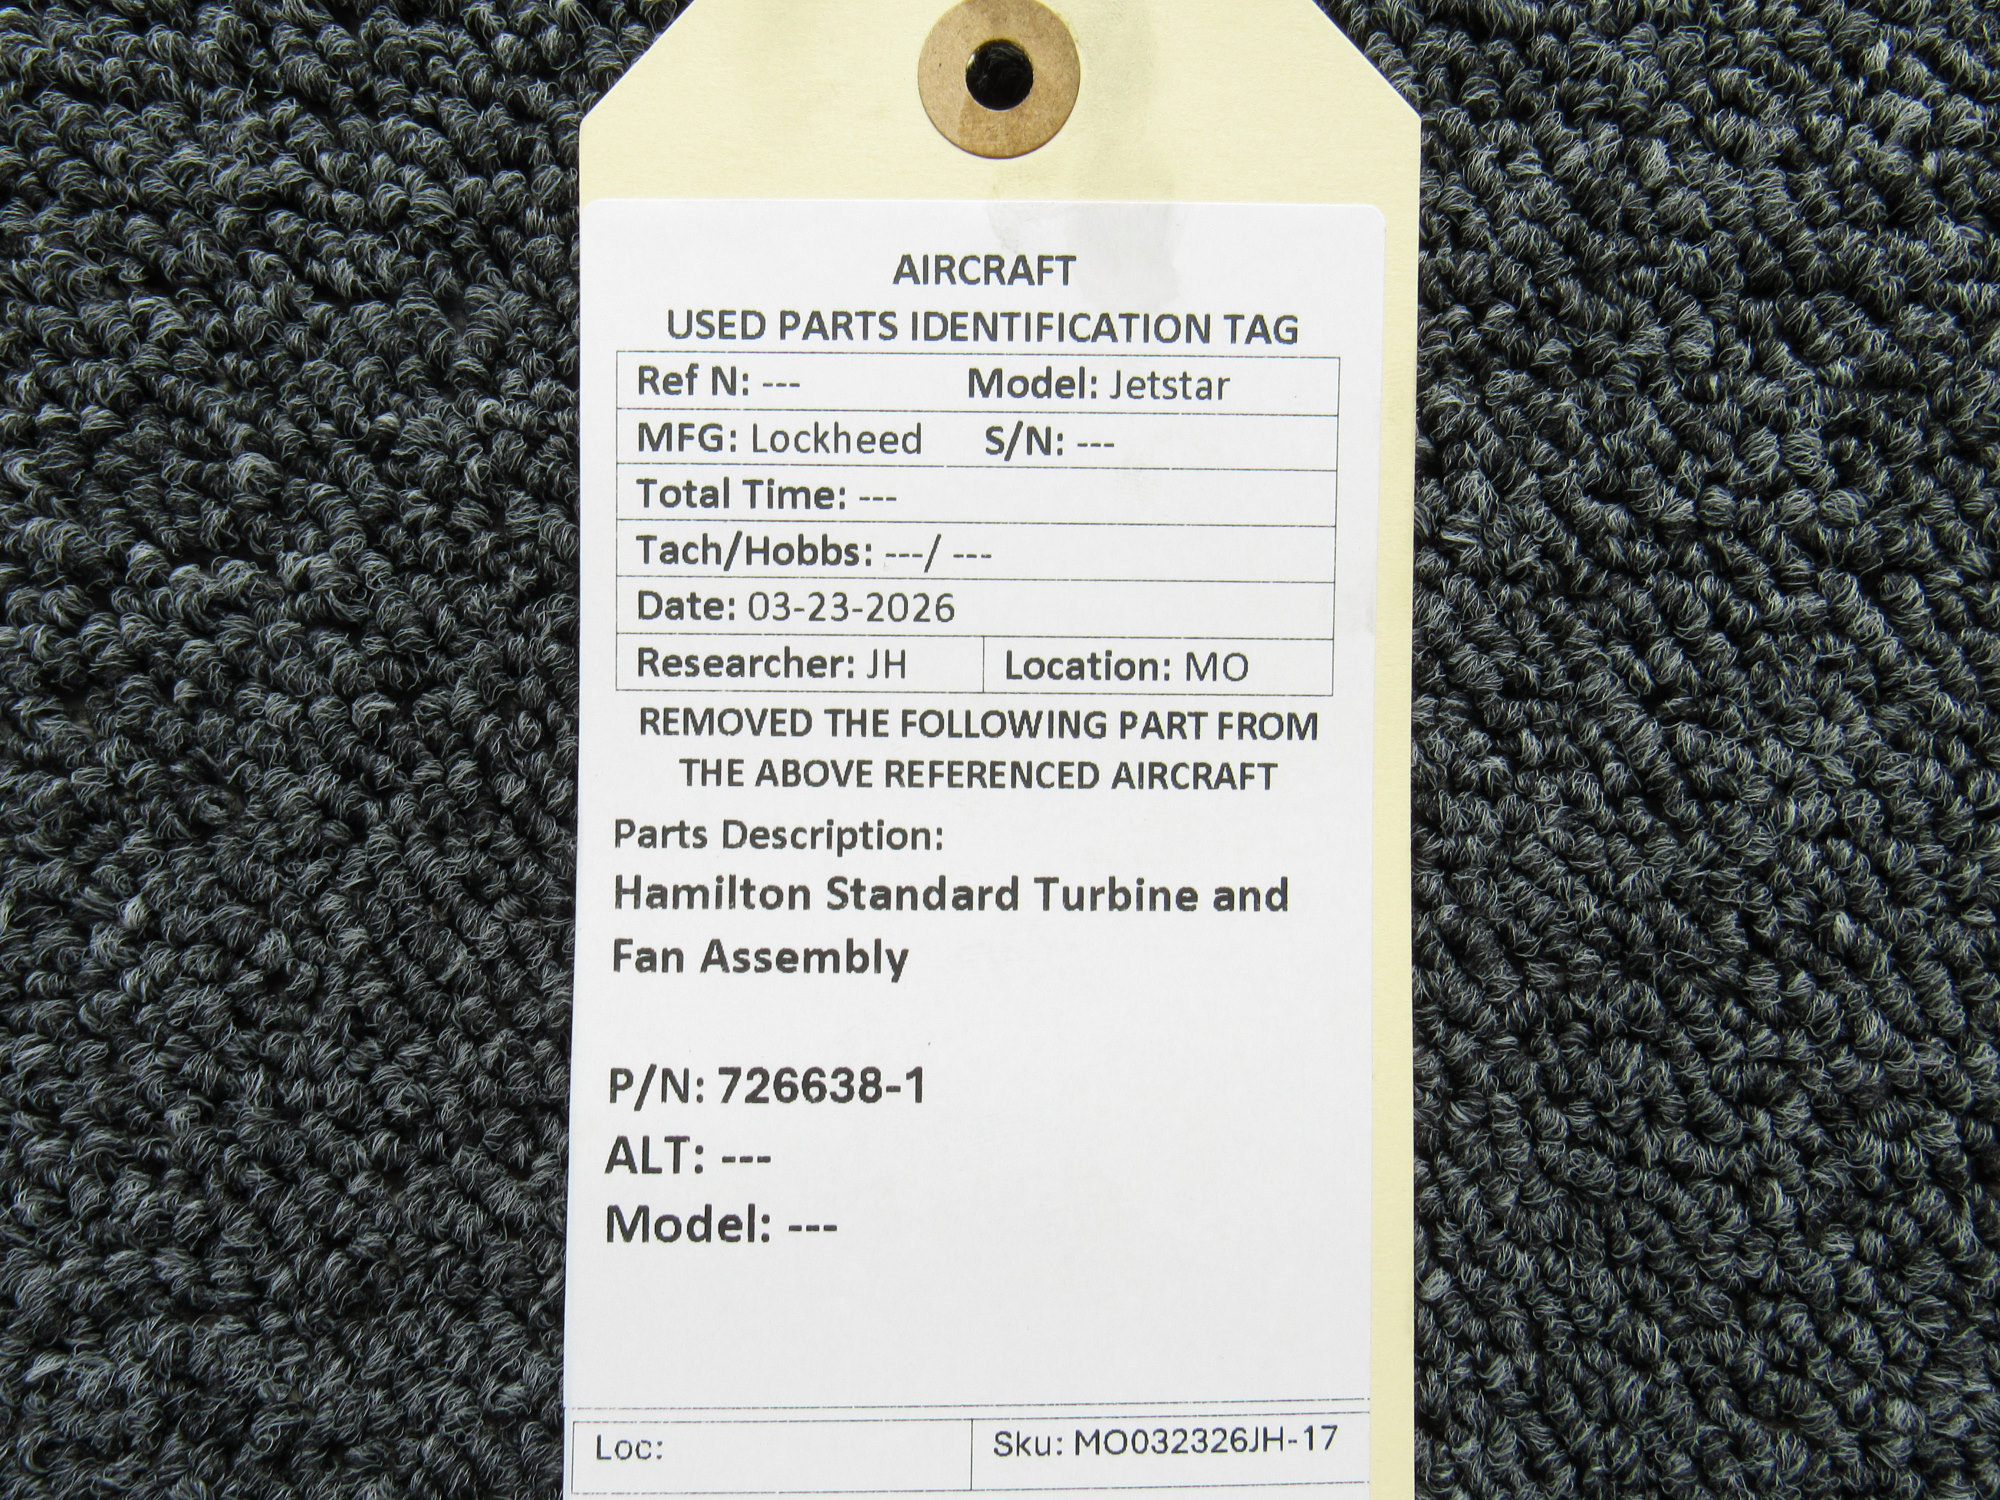 AIRCRAFT
USED PARTS IDENTIFICATION TAG
Ref N: --- Model: Jetstar
MFG: Lockheed S/N: ---
Total Time: ---
Tach/Hobbs: ---/ ---
Date: 03-23-2026
Researcher: JH Location: MO
REMOVED THE FOLLOWING PART FROM
THE ABOVE REFERENCED AIRCRAFT
Parts Description:
Hamilton Standard Turbine and
Fan Assembly
P/N: 726638-1
ALT: ---
Model: ---
Loc: Sku: MO032326JH-17